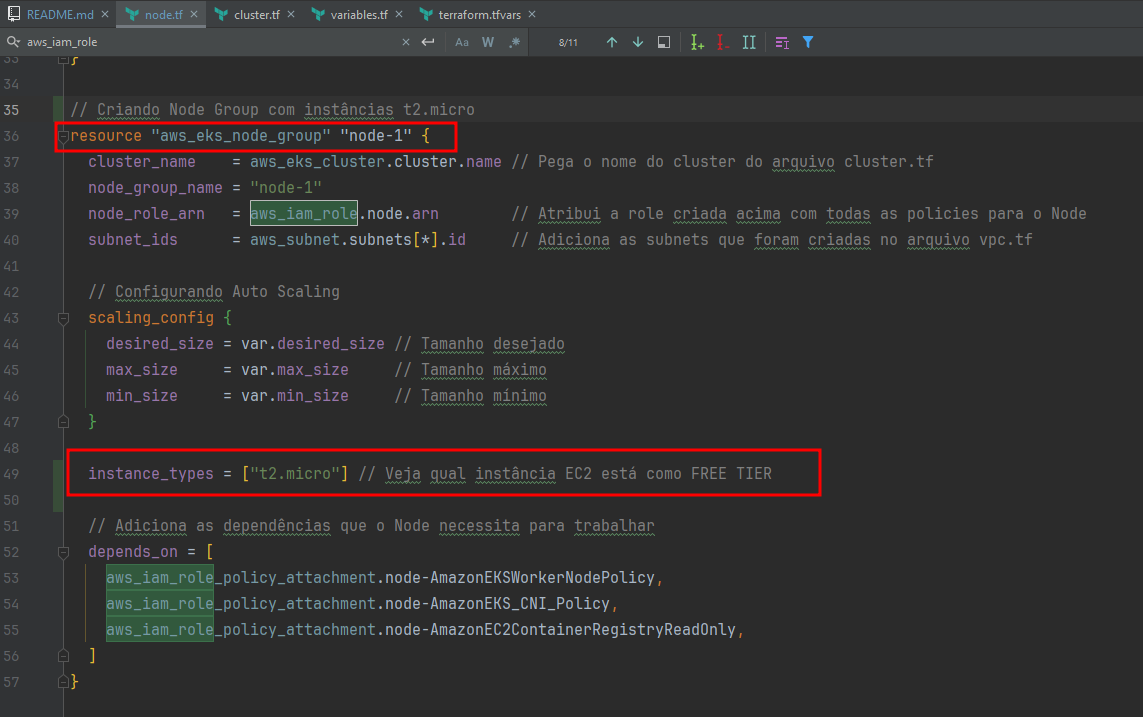 README.md × node.tf × cluster.tf × variables.tf × terraform.tfvars ×
aws_iam_role × Aa W .* 8/11
33 }
34
35 // Criando Node Group com instâncias t2.micro
36 resource "aws_eks_node_group" "node-1" {
37 cluster_name = aws_eks_cluster.cluster.name // Pega o nome do cluster do arquivo cluster.tf
38 node_group_name = "node-1"
39 node_role_arn = aws_iam_role.node.arn // Atribui a role criada acima com todas as policies para o Node
40 subnet_ids = aws_subnet.subnets[*].id // Adiciona as subnets que foram criadas no arquivo vpc.tf
41
42 // Configurando Auto Scaling
43 scaling_config {
44 desired_size = var.desired_size // Tamanho desejado
45 max_size = var.max_size // Tamanho máximo
46 min_size = var.min_size // Tamanho mínimo
47 }
48
49 instance_types = ["t2.micro"] // Veja qual instância EC2 está como FREE TIER
50
51 // Adiciona as dependências que o Node necessita para trabalhar
52 depends_on = [
53 aws_iam_role_policy_attachment.node-AmazonEKSWorkerNodePolicy,
54 aws_iam_role_policy_attachment.node-AmazonEKS_CNI_Policy,
55 aws_iam_role_policy_attachment.node-AmazonEC2ContainerRegistryReadOnly,
56 ]
57 }